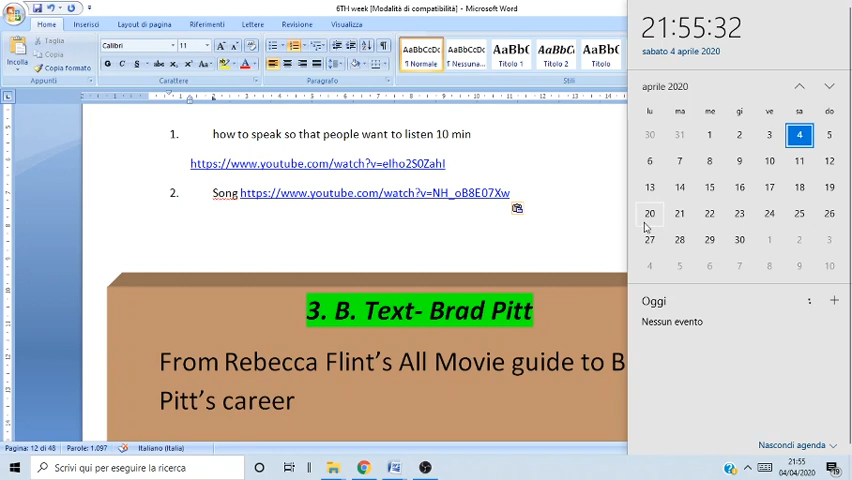 6TH week [Modalità di compatibilità] - Microsoft Word
Home Inserisci Layout di pagina Riferimenti Lettere Revisione Visualizza
Incolla
Taglia
Copia
Copia formato
Appunti
Calibri 11
Carattere
Paragrafo
AaBbCcDc AaBbCcDc AaBbC AaBbCc AaBbC
¶ Normale ¶ Nessuna... Titolo 1 Titolo 2 Titolo
Stili
1. how to speak so that people want to listen 10 min
https://www.youtube.com/watch?v=eIho2S0ZahI
2. Song https://www.youtube.com/watch?v=NH_oB8E07Xw
3. B. Text- Brad Pitt
From Rebecca Flint's All Movie guide to B
Pitt's career
Pagina: 12 di 48 Parole: 1.097 Italiano (Italia)
21:55:32
sabato 4 aprile 2020
aprile 2020
lu ma me gi ve sa do
30 31 1 2 3 4 5
6 7 8 9 10 11 12
13 14 15 16 17 18 19
20 21 22 23 24 25 26
27 28 29 30 1 2 3
4 5 6 7 8 9 10
Oggi
Nessun evento
Nascondi agenda
Scrivi qui per eseguire la ricerca
21:55
04/04/2020
19